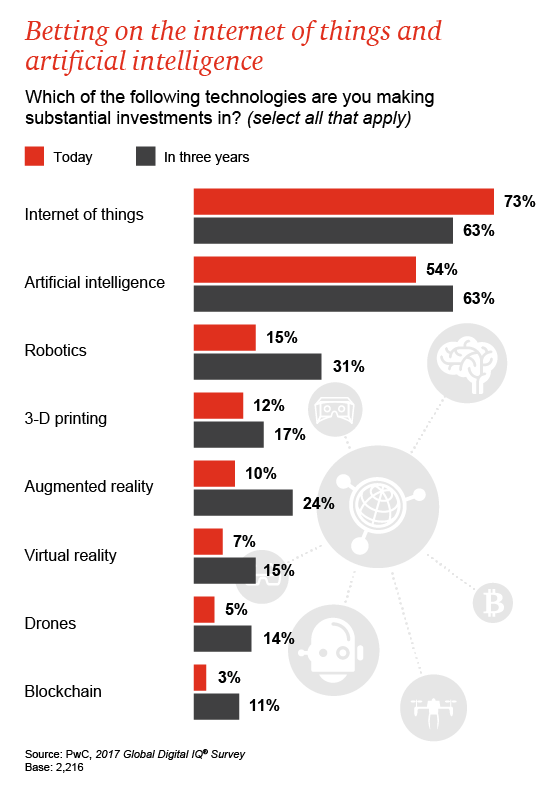 Betting on the internet of things and
artificial intelligence
Which of the following technologies are you making
substantial investments in? (select all that apply)
Today In three years
Internet of things
73%
63%
Artificial intelligence
54%
63%
Robotics
15%
31%
3-D printing
12%
17%
Augmented reality
10%
24%
Virtual reality
7%
15%
Drones
5%
14%
Blockchain
3%
11%
Source: PwC, 2017 Global Digital IQ® Survey
Base: 2,216